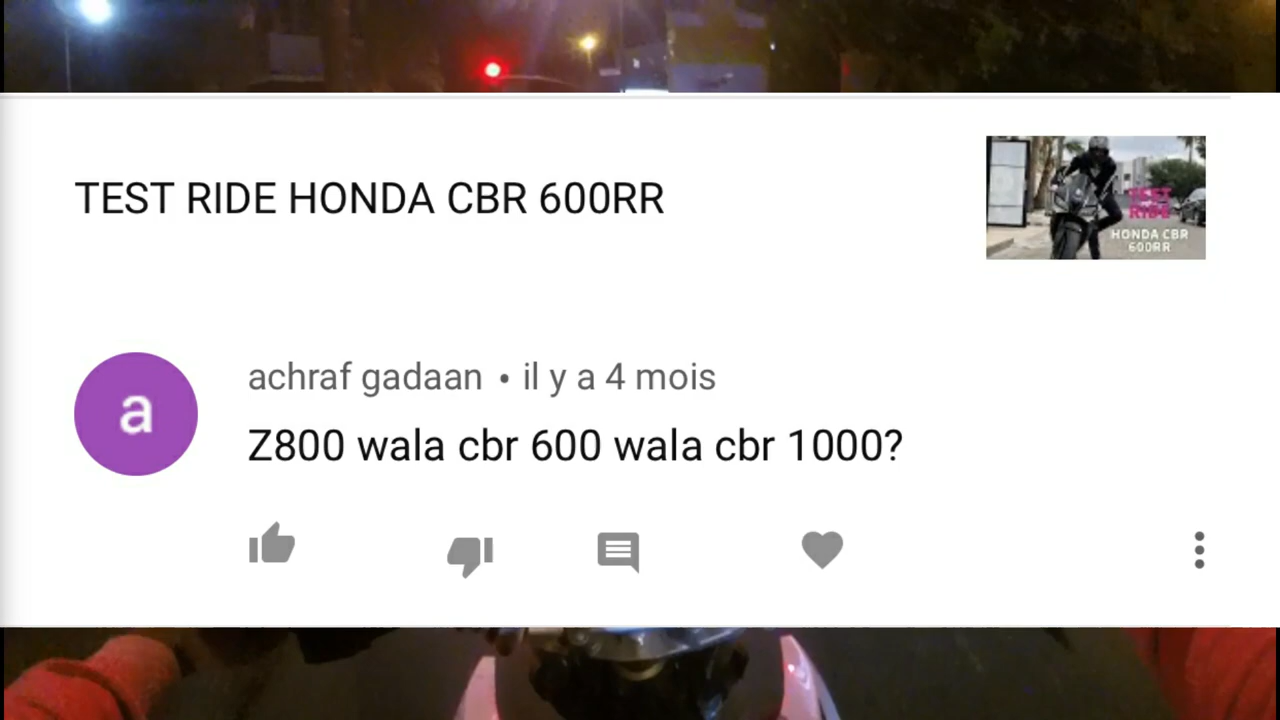 TEST RIDE HONDA CBR 600RR
TEST
RIDE
HONDA CBR
600RR
a
achraf gadaan • il y a 4 mois
Z800 wala cbr 600 wala cbr 1000?